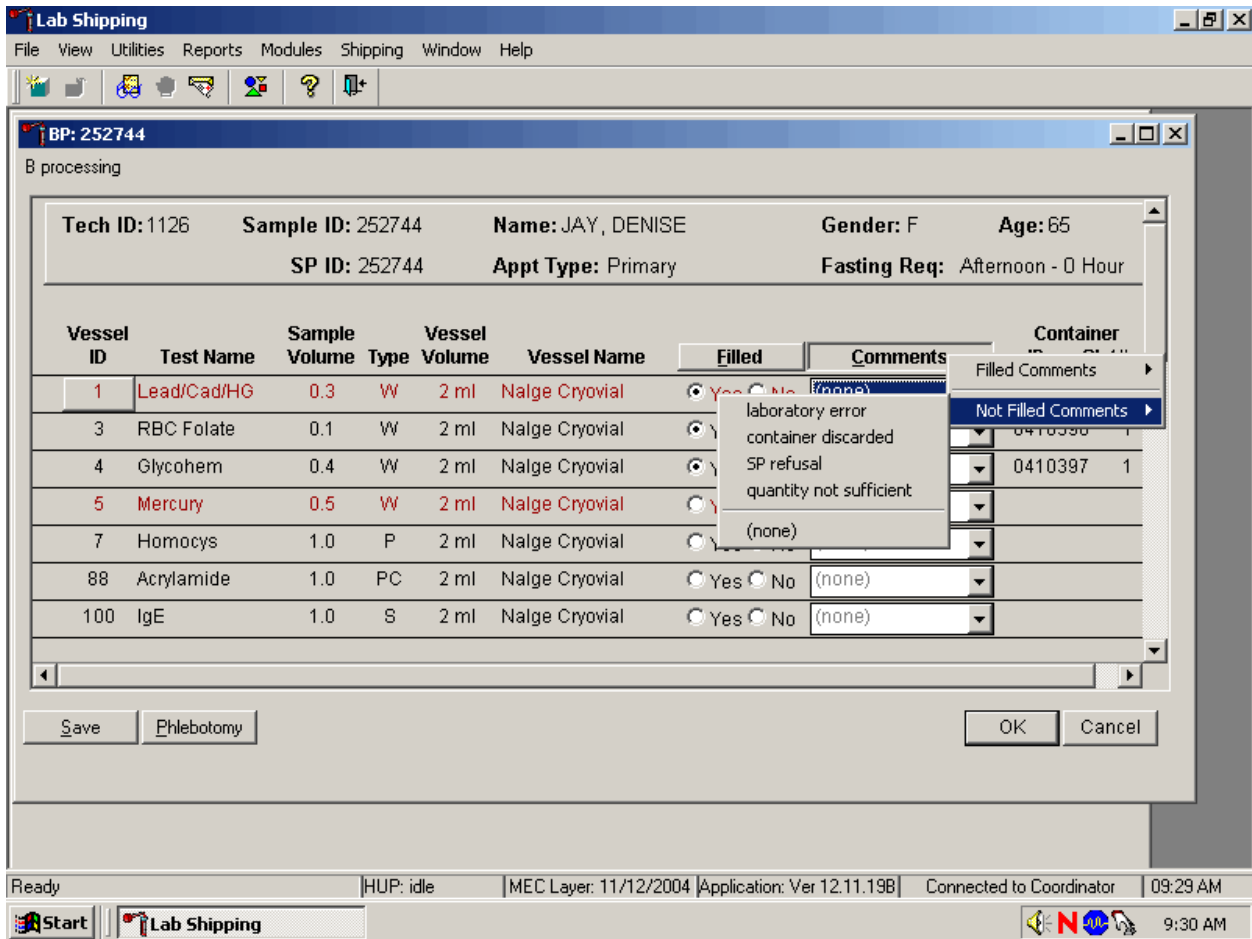 Lab Shipping
File View Utilities Reports Modules Shipping Window Help
BP: 252744
B processing
Tech ID: 1126 Sample ID: 252744 Name: JAY, DENISE Gender: F Age: 65
SP ID: 252744 Appt Type: Primary Fasting Req: Afternoon - 0 Hour
Vessel Sample Vessel Container
ID Test Name Volume Type Volume Vessel Name Filled Comments
Filled Comments
Not Filled Comments
1 Lead/Cad/HG 0.3 W 2 ml Nalge Cryovial Yes No (none)
laboratory error
container discarded
SP refusal
quantity not sufficient
(none)
3 RBC Folate 0.1 W 2 ml Nalge Cryovial 1
4 Glycohem 0.4 W 2 ml Nalge Cryovial 0410397 1
5 Mercury 0.5 W 2 ml Nalge Cryovial
7 Homocys 1.0 P 2 ml Nalge Cryovial
88 Acrylamide 1.0 PC 2 ml Nalge Cryovial Yes No (none)
100 IgE 1.0 S 2 ml Nalge Cryovial Yes No (none)
Save Phlebotomy OK Cancel
Ready HUP: idle MEC Layer: 11/12/2004 Application: Ver 12.11.19B Connected to Coordinator 09:29 AM
Start Lab Shipping N 9:30 AM